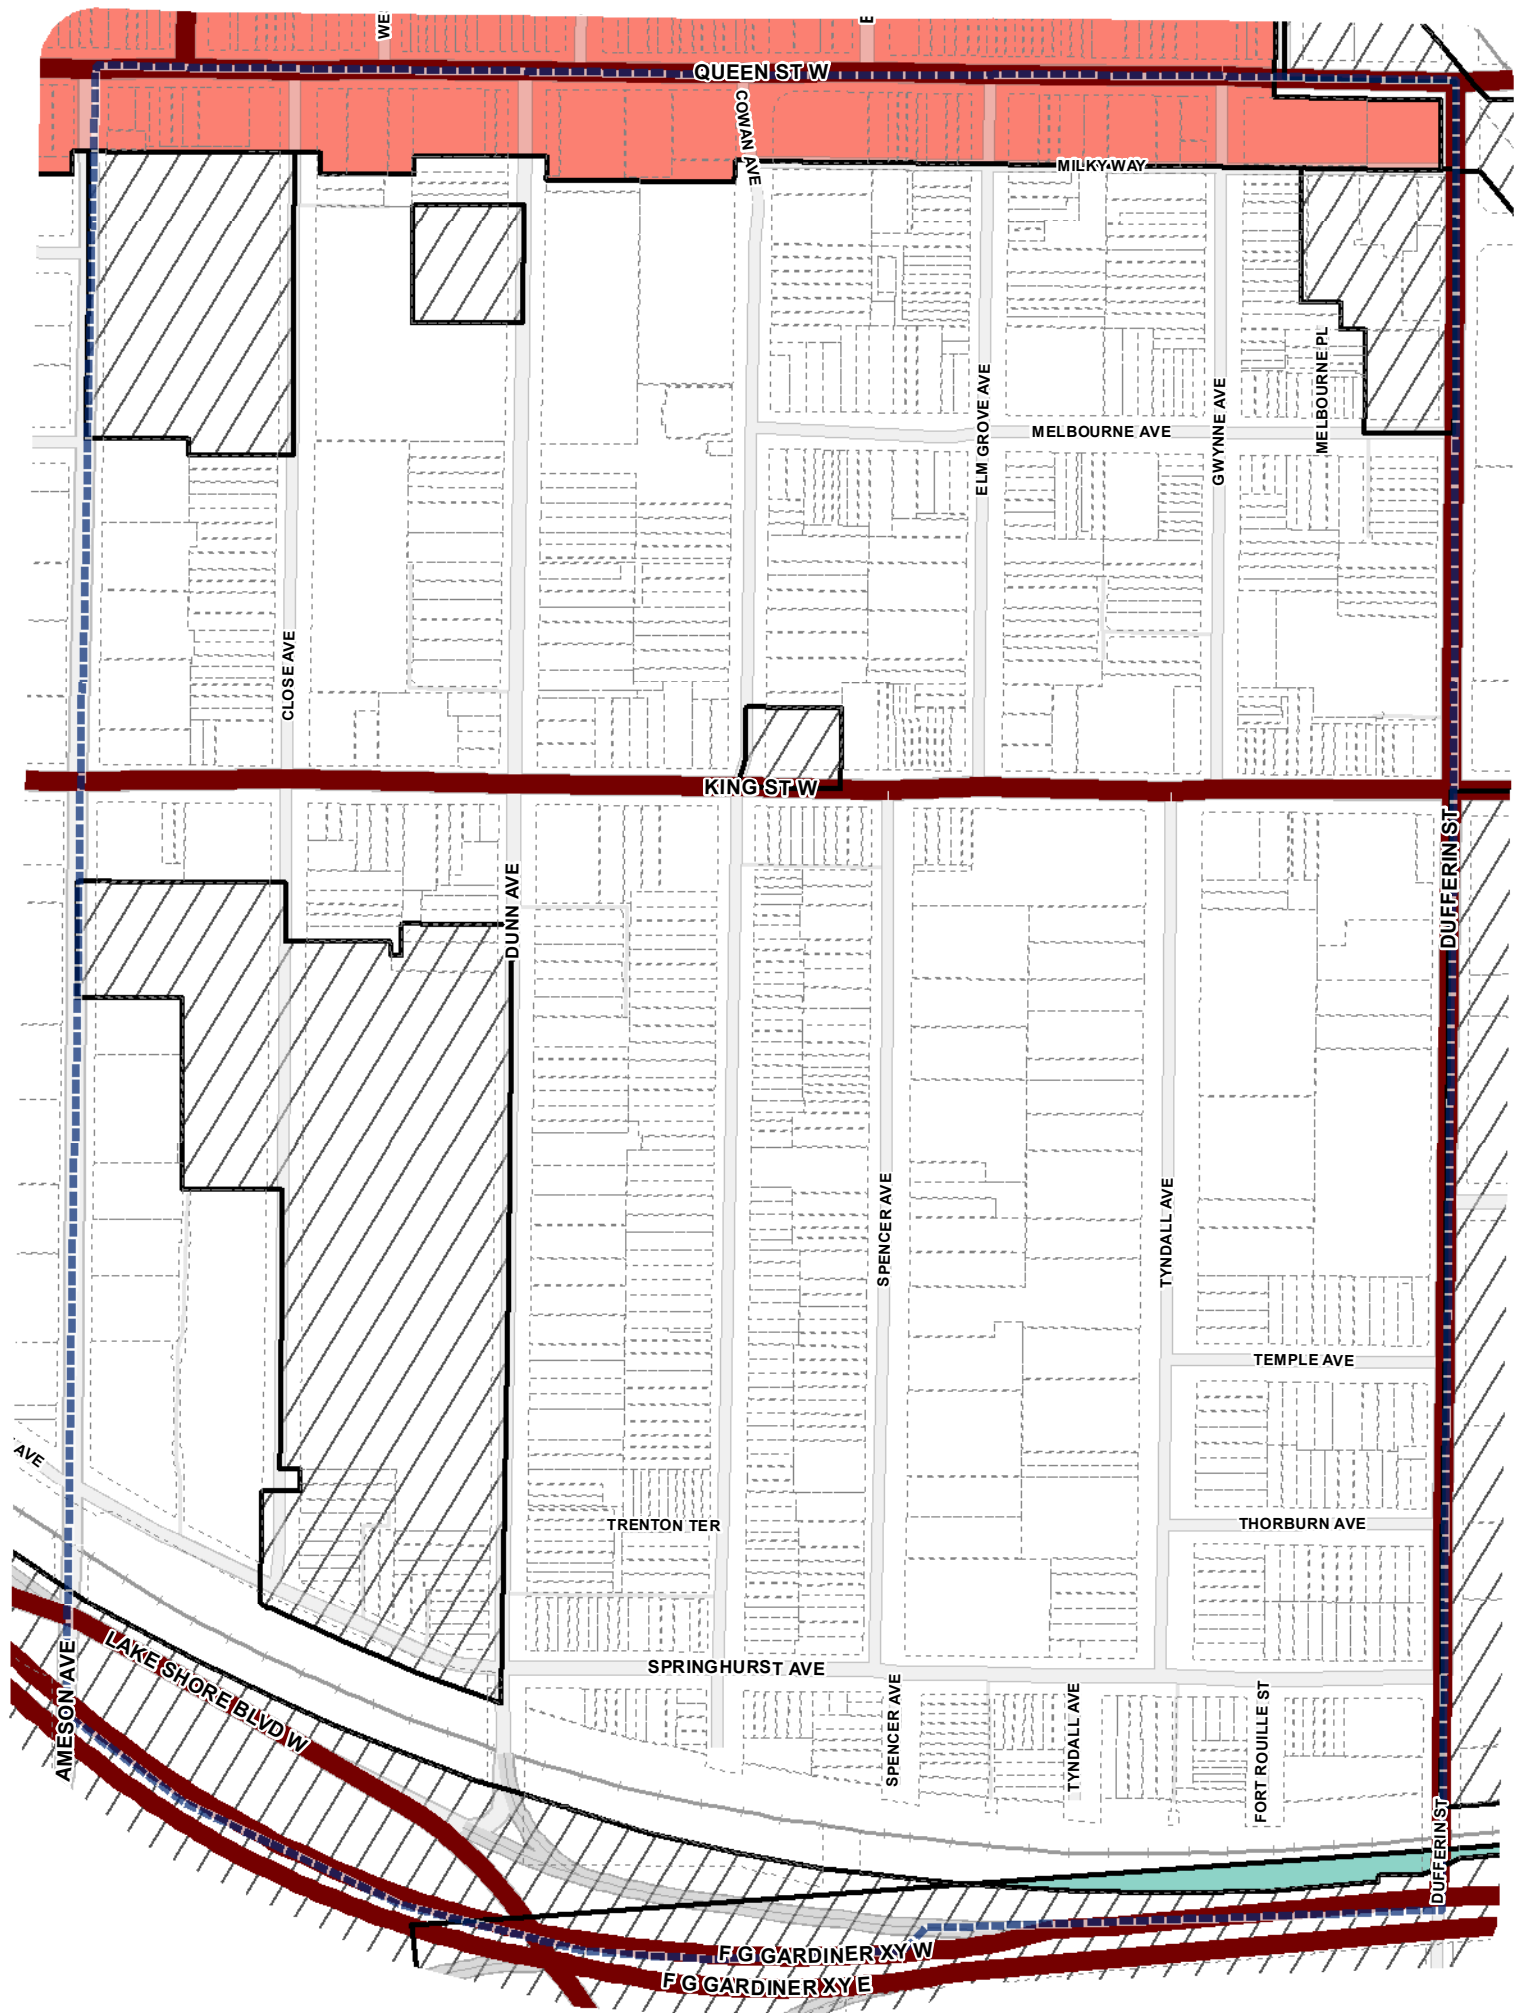 WE
E
QUEEN ST W
COWAN AVE
MILKY WAY
MELBOURNE PL
ELM GROVE AVE
GWYNNE AVE
MELBOURNE AVE
CLOSE AVE
KING ST W
DUFFERIN ST
DUNN AVE
SPENCER AVE
TYNDALL AVE
TEMPLE AVE
AVE
TRENTON TER
THORBURN AVE
LAKE SHORE BLVD W
AMESON AVE
SPRINGHURST AVE
SPENCER AVE
TYNDALL AVE
FORT ROUILLE ST
DUFFERIN ST
F G GARDINER XY W
F G GARDINER XY E